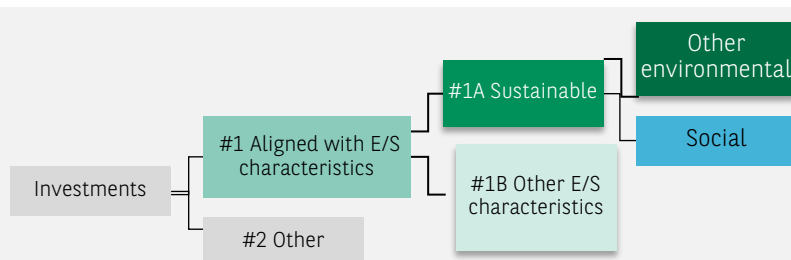 Other
environmental
#1A Sustainable
Social
#1 Aligned with E/S
characteristics
#1B Other E/S
characteristics
Investments
#2 Other